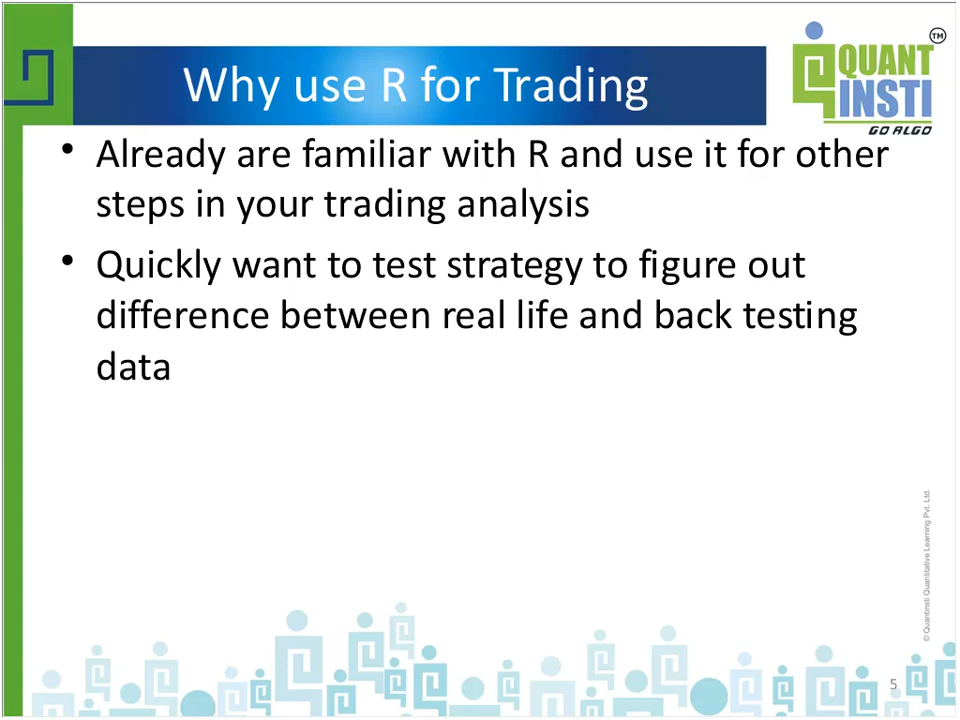 Why use R for Trading
QUANT
INSTI
TM
GO ALGO
• Already are familiar with R and use it for other
steps in your trading analysis
• Quickly want to test strategy to figure out
difference between real life and back testing
data
© Quantinsti Quantitative Learning Pvt. Ltd.
5